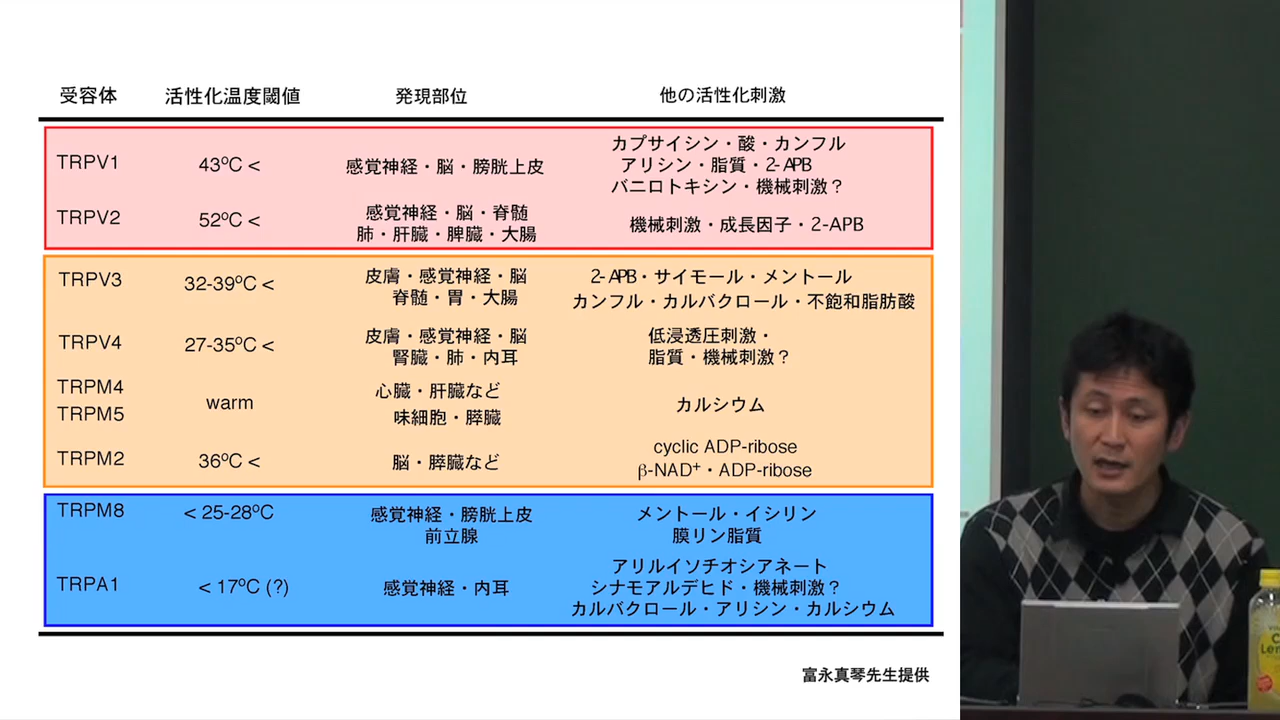 受容体 活性化温度閾値 発現部位 他の活性化刺激
TRPV1 43ºC < 感覚神経・脳・膀胱上皮
カプサイシン・酸・カンフル
アリシン・脂質・2-APB
バニロトキシン・機械刺激？
TRPV2 52ºC <
感覚神経・脳・脊髄
肺・肝臓・脾臓・大腸
機械刺激・成長因子・2-APB
TRPV3 32-39ºC <
皮膚・感覚神経・脳
脊髄・胃・大腸
2-APB・サイモール・メントール
カンフル・カルバクロール・不飽和脂肪酸
TRPV4 27-35ºC <
皮膚・感覚神経・脳
腎臓・肺・内耳
低浸透圧刺激・
脂質・機械刺激？
TRPM4
TRPM5
warm
心臓・肝臓など
味細胞・膵臓
カルシウム
TRPM2 36ºC < 脳・膵臓など
cyclic ADP-ribose
β-NAD⁺・ADP-ribose
TRPM8 < 25-28ºC
感覚神経・膀胱上皮
前立腺
メントール・イシリン
膜リン脂質
TRPA1 < 17ºC (?) 感覚神経・内耳
アリルイソチオシアネート
シナモアルデヒド・機械刺激？
カルバクロール・アリシン・カルシウム
富永真琴先生提供